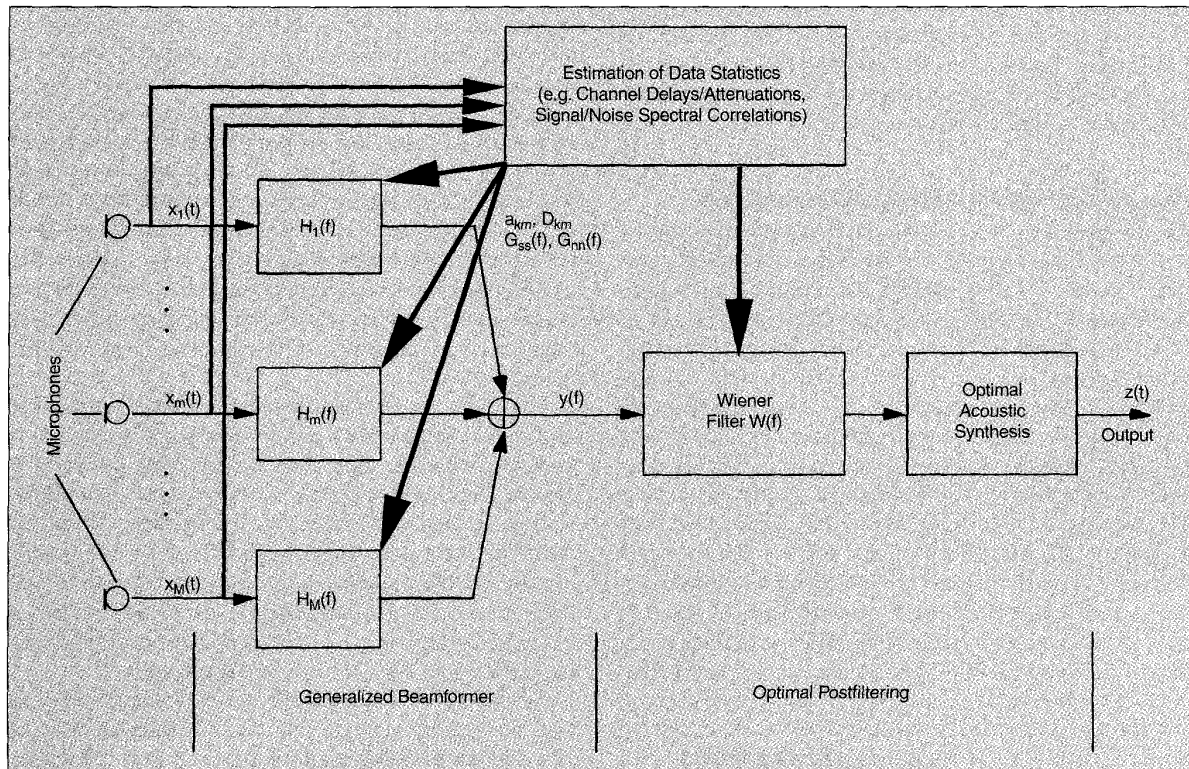 Estimation of Data Statistics
(e.g. Channel Delays/Attenuations,
Signal/Noise Spectral Correlations)
x1(t)
H1(f)
akm, Dkm
Gss(f), Gnn(f)
Microphones
xm(t)
Hm(f)
y(f)
Wiener
Filter W(f)
Optimal
Acoustic
Synthesis
z(t)
Output
xM(t)
HM(f)
Generalized Beamformer
Optimal Postfiltering